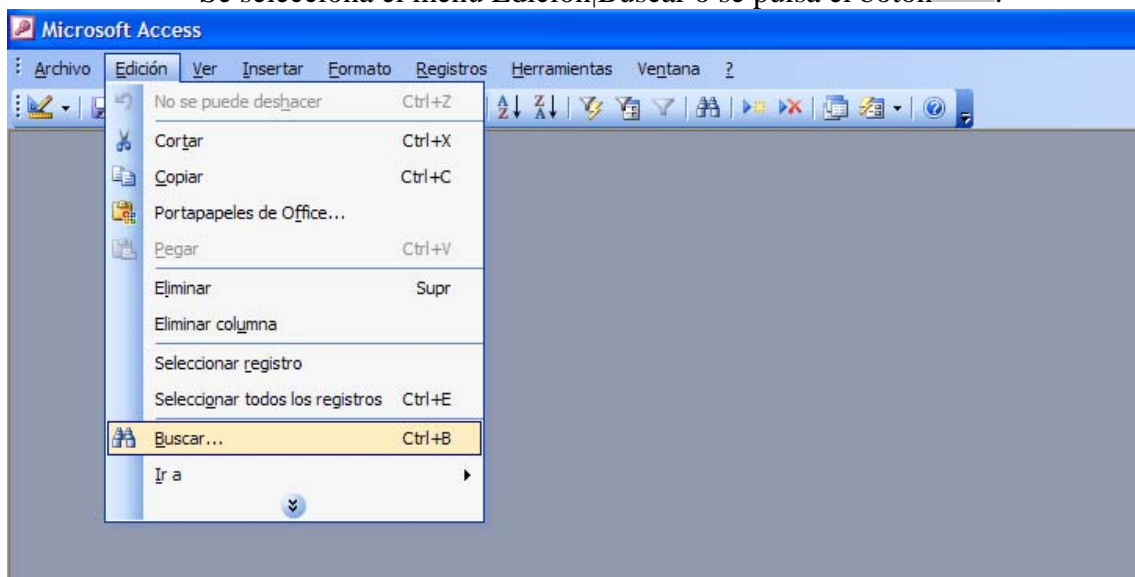 Se selecciona el menú Edición|Buscar o se pulsa el botón .
Microsoft Access
Archivo Edición Ver Insertar Formato Registros Herramientas Ventana ?
No se puede deshacer Ctrl+Z
Cortar Ctrl+X
Copiar Ctrl+C
Portapapeles de Office...
Pegar Ctrl+V
Eliminar Supr
Eliminar columna
Seleccionar registro
Seleccionar todos los registros Ctrl+E
Buscar... Ctrl+B
Ir a